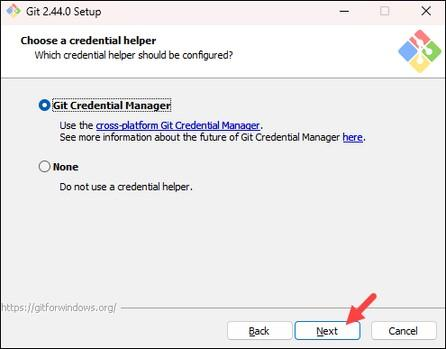 Git 2.44.0 Setup
Choose a credential helper
Which credential helper should be configured?
Git Credential Manager
Use the cross-platform Git Credential Manager.
See more information about the future of Git Credential Manager here.
None
Do not use a credential helper.
https://gitforwindows.org/
Back Next Cancel